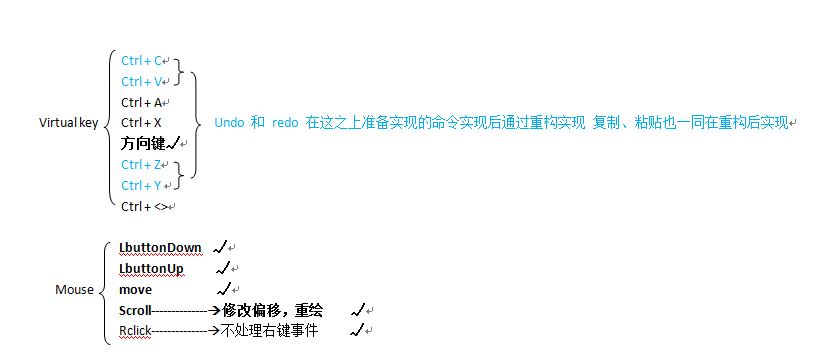 Ctrl + C
Ctrl + V
Ctrl + A
Virtual key Ctrl + X Undo 和 redo 在这之上准备实现的命令实现后通过重构实现 复制、粘贴也一同在重构后实现
方向键✓
Ctrl + Z
Ctrl + Y
Ctrl + <>
LbuttonDown ✓
LbuttonUp ✓
Mouse move ✓
Scroll--------------→修改偏移，重绘 ✓
Rclick--------------→不处理右键事件 ✓